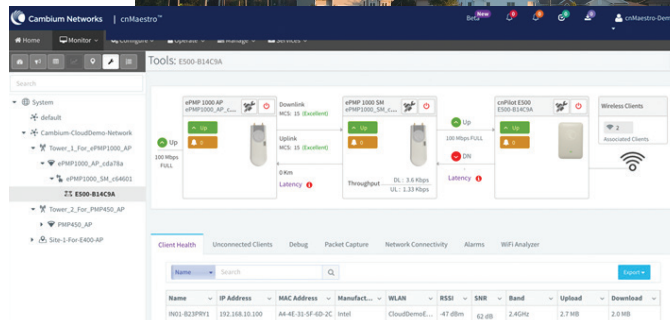 Cambium Networks | cnMaestro™
Beta New
cnMaestro-Dem
Home Monitor Configure Operate Manage Services
Tools: E500-B14C9A
Search
System
default
Cambium-CloudDemo-Network
Tower_1_For_ePMP1000_AP
ePMP1000_AP_cda78a
ePMP1000_SM_c64601
E500-B14C9A
Tower_2_For_PMP450_AP
PMP450_AP
Site-1-For-E400-AP
Up
100 Mbps
FULL
ePMP 1000 AP
ePMP1000_AP_c...
Up
0
Downlink
MCS: 15 (Excellent)
Uplink
MCS: 15 (Excellent)
0 Km
Latency
ePMP 1000 SM
ePMP1000_SM_c...
Up
0
Throughput
DL : 3.6 Kbps
UL : 1.33 Kbps
Up
100 Mbps FULL
DN
-
Latency
cnPilot E500
E500-B14C9A
Up
0
Wireless Clients
2
Associated Clients
Client Health Unconnected Clients Debug Packet Capture Network Connectivity Alarms WiFi Analyzer
Name Search Export
Name IP Address MAC Address Manufact... WLAN RSSI SNR Band Upload Download
IN01-B23PRY1 192.168.10.100 A4-4E-31-5F-6D-2C Intel CloudDemoE... -47 dBm 62 dB 2.4GHz 2.7 MB 2.0 MB